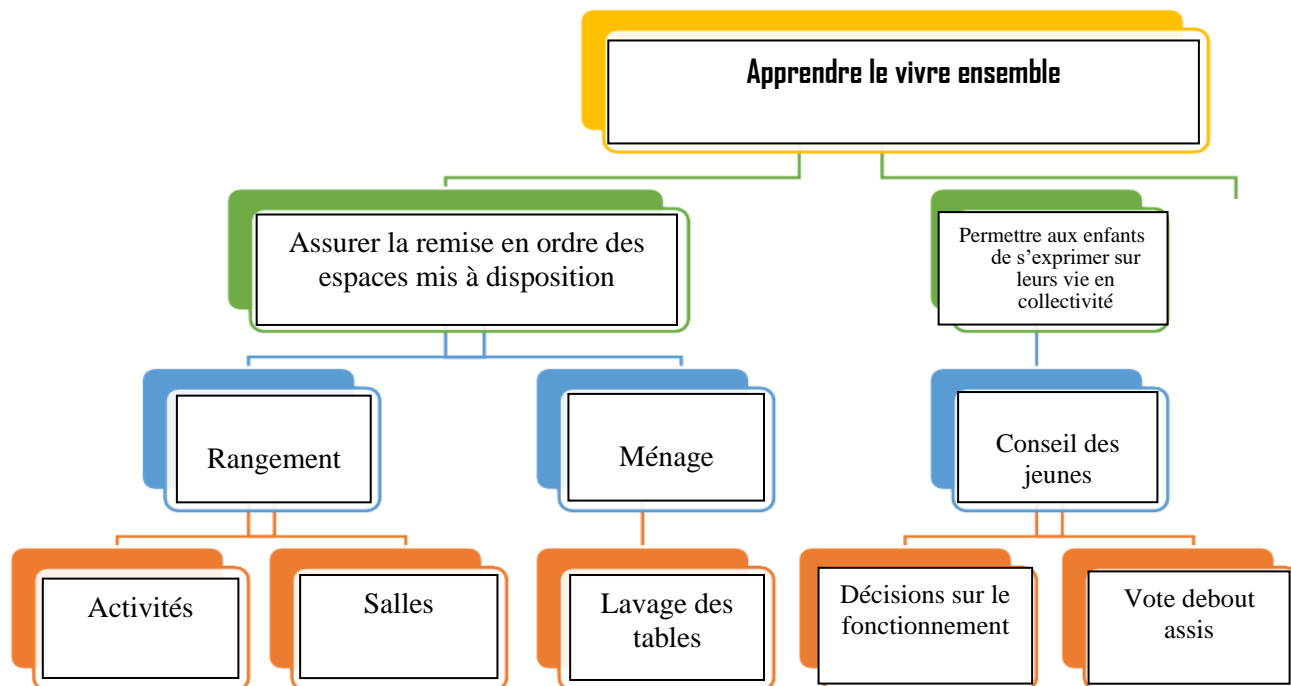 Apprendre le vivre ensemble
Assurer la remise en ordre des
espaces mis à disposition
Permettre aux enfants
de s’exprimer sur
leurs vie en
collectivité
Rangement
Ménage
Conseil des
jeunes
Activités
Salles
Lavage des
tables
Décisions sur le
fonctionnement
Vote debout
assis